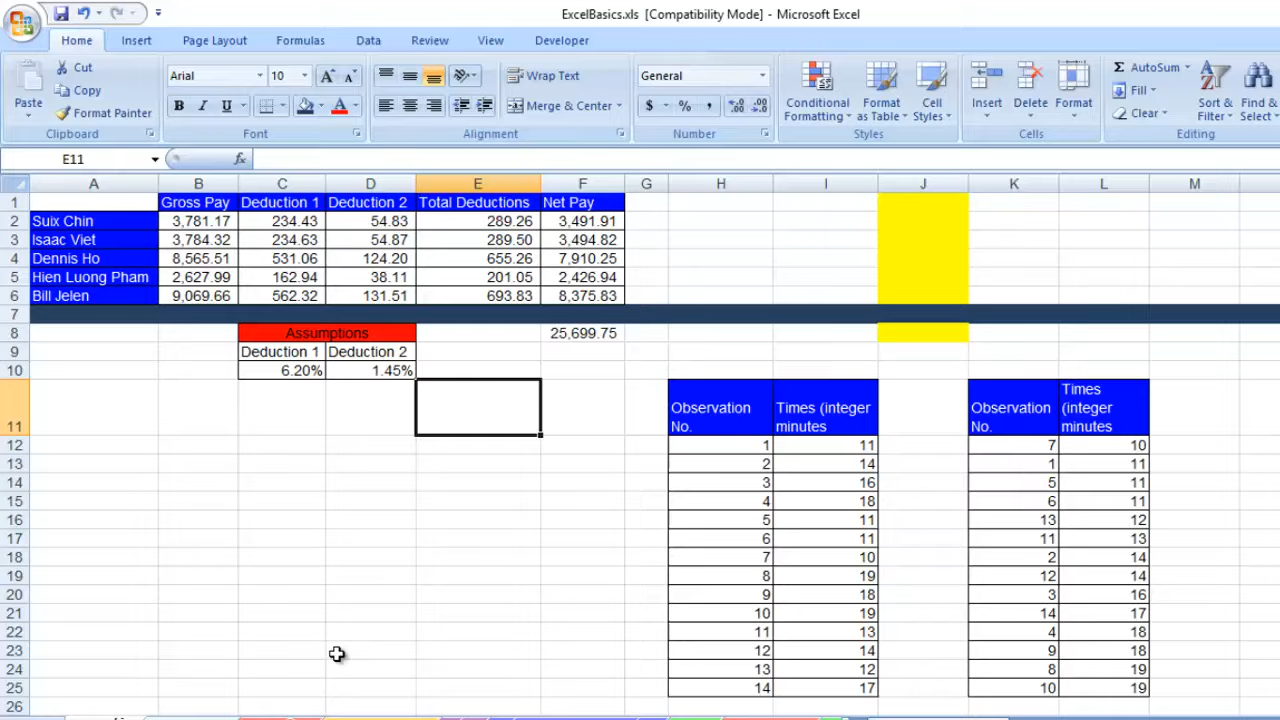 ExcelBasics.xls [Compatibility Mode] - Microsoft Excel
Home Insert Page Layout Formulas Data Review View Developer
Paste Cut Copy Format Painter Clipboard
Arial 10 A A B I U A Font
Wrap Text Merge & Center Alignment
General $ % , .0 .00 .00 .0 Number
Conditional Formatting Format as Table Cell Styles Styles
Insert Delete Format Cells
Σ AutoSum Fill Clear Sort & Filter Find & Select Editing
E11 fx
A B C D E F G H I J K L M
1 Gross Pay Deduction 1 Deduction 2 Total Deductions Net Pay
2 Suix Chin 3,781.17 234.43 54.83 289.26 3,491.91
3 Isaac Viet 3,784.32 234.63 54.87 289.50 3,494.82
4 Dennis Ho 8,565.51 531.06 124.20 655.26 7,910.25
5 Hien Luong Pham 2,627.99 162.94 38.11 201.05 2,426.94
6 Bill Jelen 9,069.66 562.32 131.51 693.83 8,375.83
7
8 Assumptions 25,699.75
9 Deduction 1 Deduction 2
10 6.20% 1.45%
11 Observation No. Times (integer minutes Observation No. Times (integer minutes
12 1 11 7 10
13 2 14 1 11
14 3 16 5 11
15 4 18 6 11
16 5 11 13 12
17 6 11 11 13
18 7 10 2 14
19 8 19 12 14
20 9 18 3 16
21 10 19 14 17
22 11 13 4 18
23 12 14 9 18
24 13 12 8 19
25 14 17 10 19
26